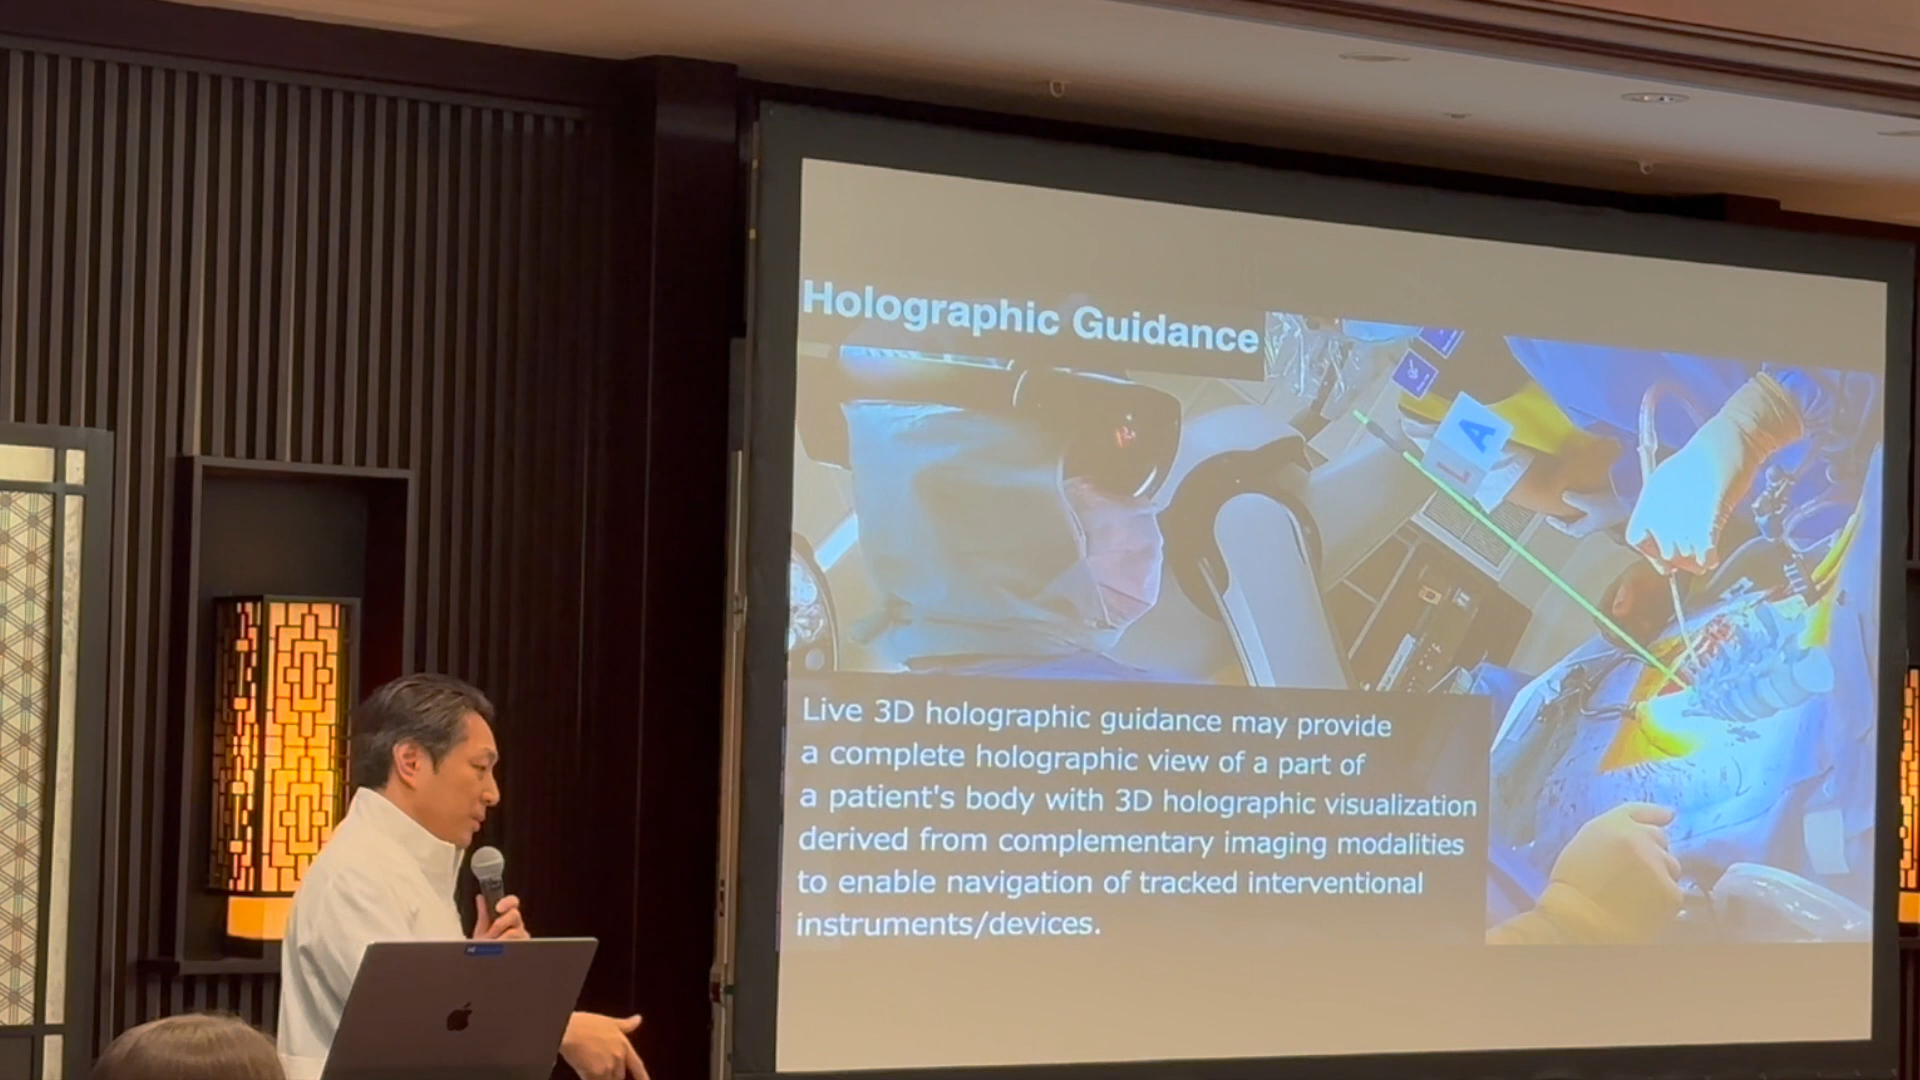 Holographic Guidance
A
L
Live 3D holographic guidance may provide
a complete holographic view of a part of
a patient's body with 3D holographic visualization
derived from complementary imaging modalities
to enable navigation of tracked interventional
instruments/devices.